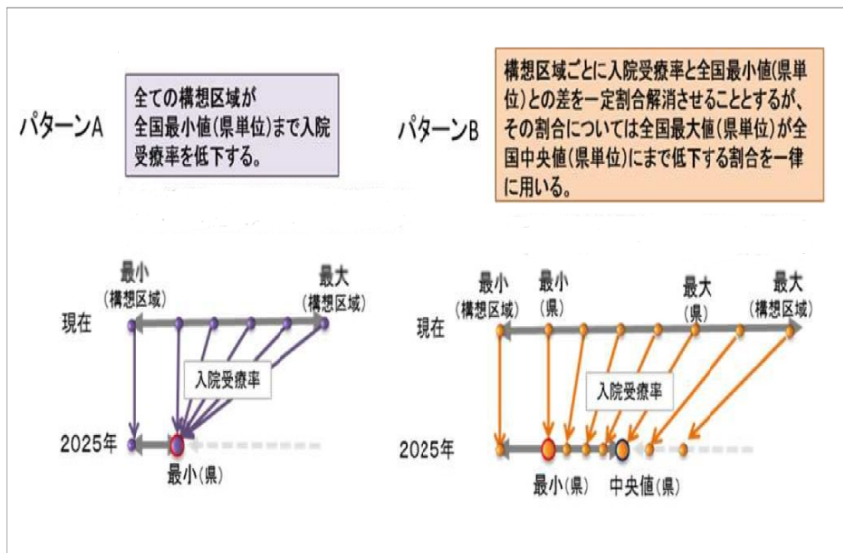 パターンA
全ての構想区域が
全国最小値(県単位)まで入院
受療率を低下する。
パターンB
構想区域ごとに入院受療率と全国最小値(県単
位)との差を一定割合解消させることとするが、
その割合については全国最大値(県単位)が全
国中央値(県単位)にまで低下する割合を一律
に用いる。
最小
(構想区域)
最大
(構想区域)
現在
入院受療率
2025年
最小(県)
最小
(構想区域)
最小
(県)
最大
(県)
最大
(構想区域)
現在
入院受療率
2025年
最小(県)
中央値(県)